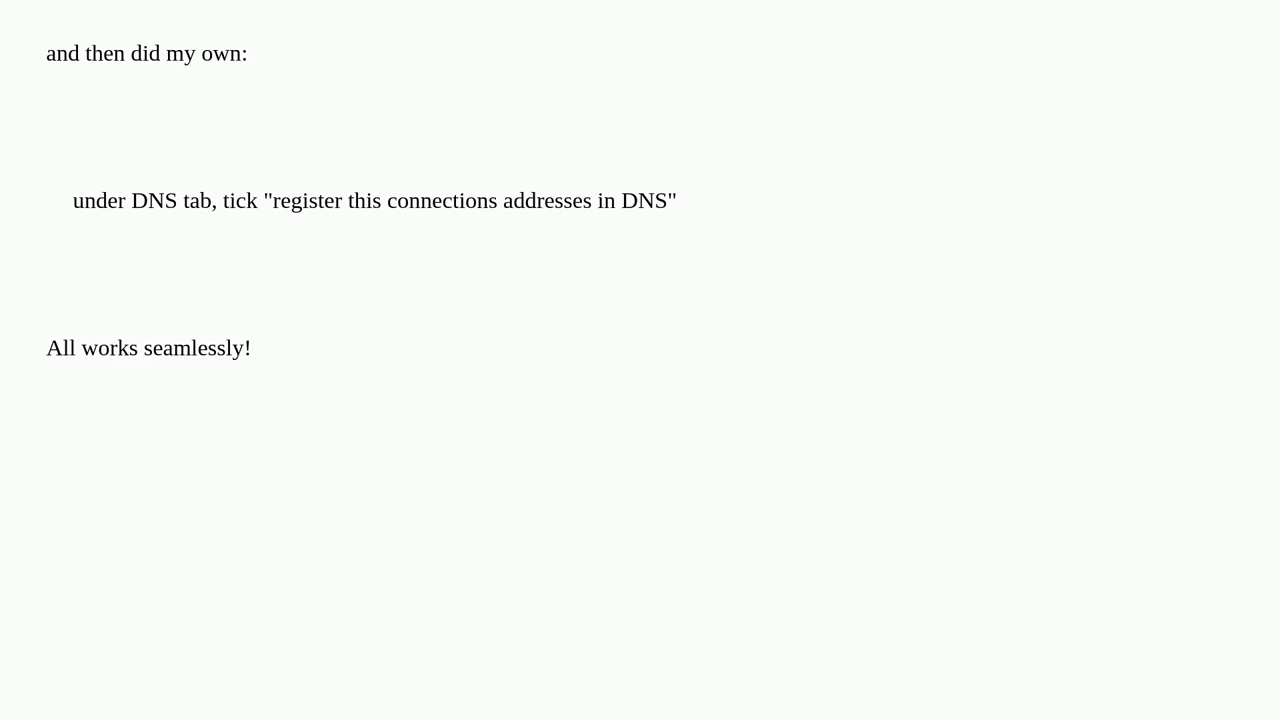 and then did my own:
under DNS tab, tick "register this connections addresses in DNS"
All works seamlessly!